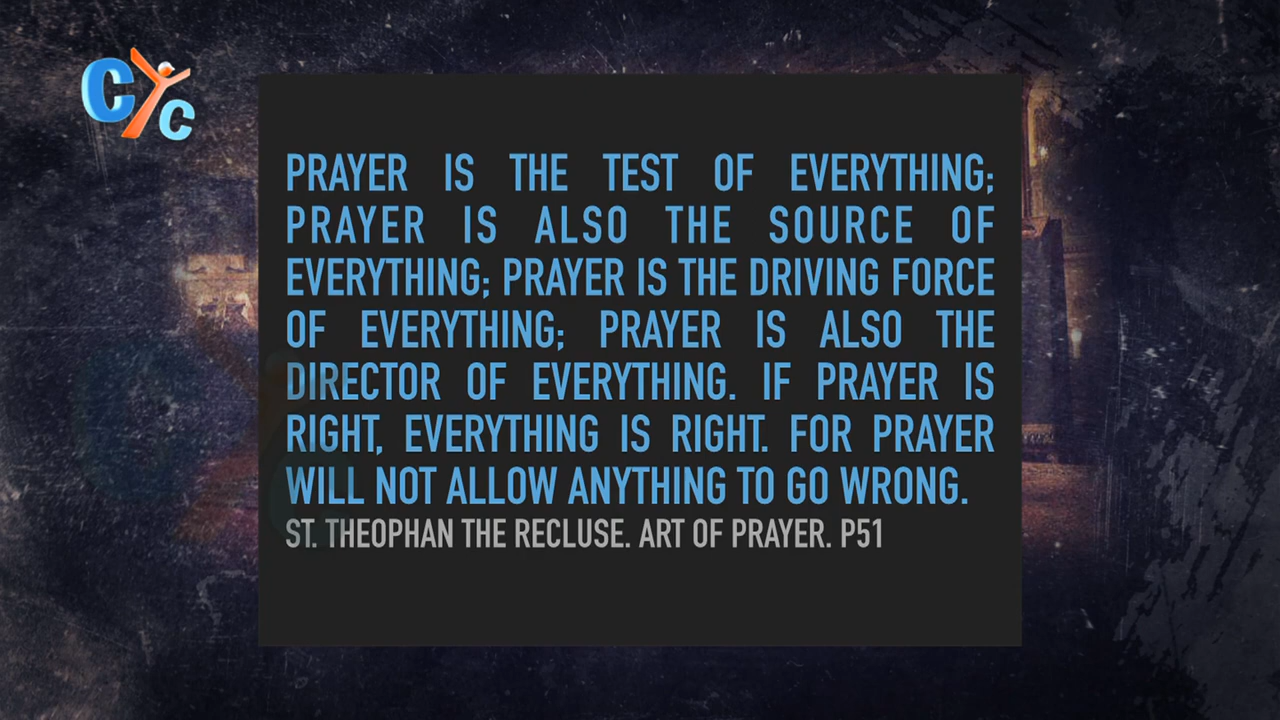 CYC
PRAYER IS THE TEST OF EVERYTHING;
PRAYER IS ALSO THE SOURCE OF
EVERYTHING; PRAYER IS THE DRIVING FORCE
OF EVERYTHING; PRAYER IS ALSO THE
DIRECTOR OF EVERYTHING. IF PRAYER IS
RIGHT, EVERYTHING IS RIGHT. FOR PRAYER
WILL NOT ALLOW ANYTHING TO GO WRONG.
ST. THEOPHAN THE RECLUSE. ART OF PRAYER. P51